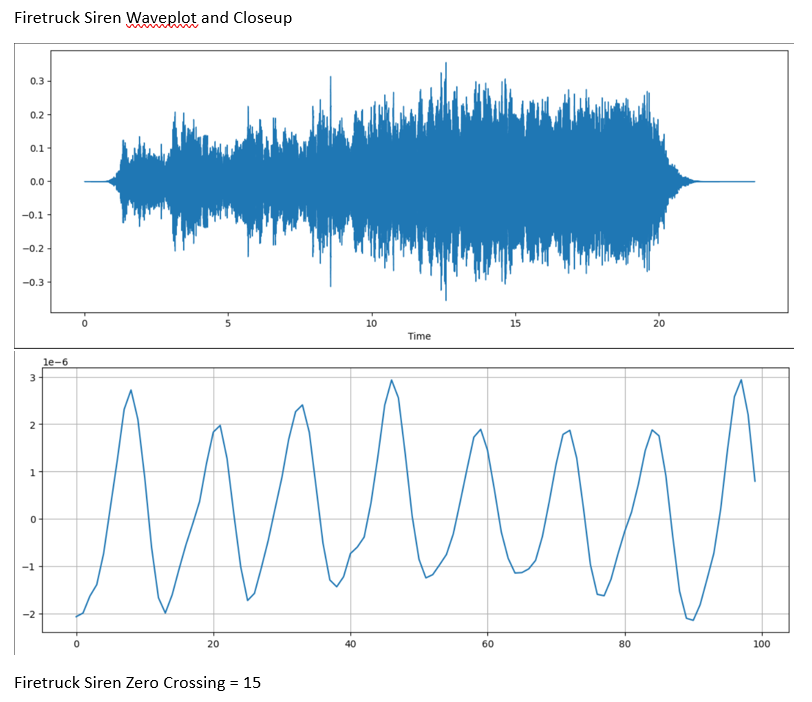 Firetruck Siren Waveplot and Closeup
0.3
0.2
0.1
0.0
−0.1
−0.2
−0.3
0 5 10 15 20
Time
1e−6
3
2
1
0
−1
−2
0 20 40 60 80 100
Firetruck Siren Zero Crossing = 15